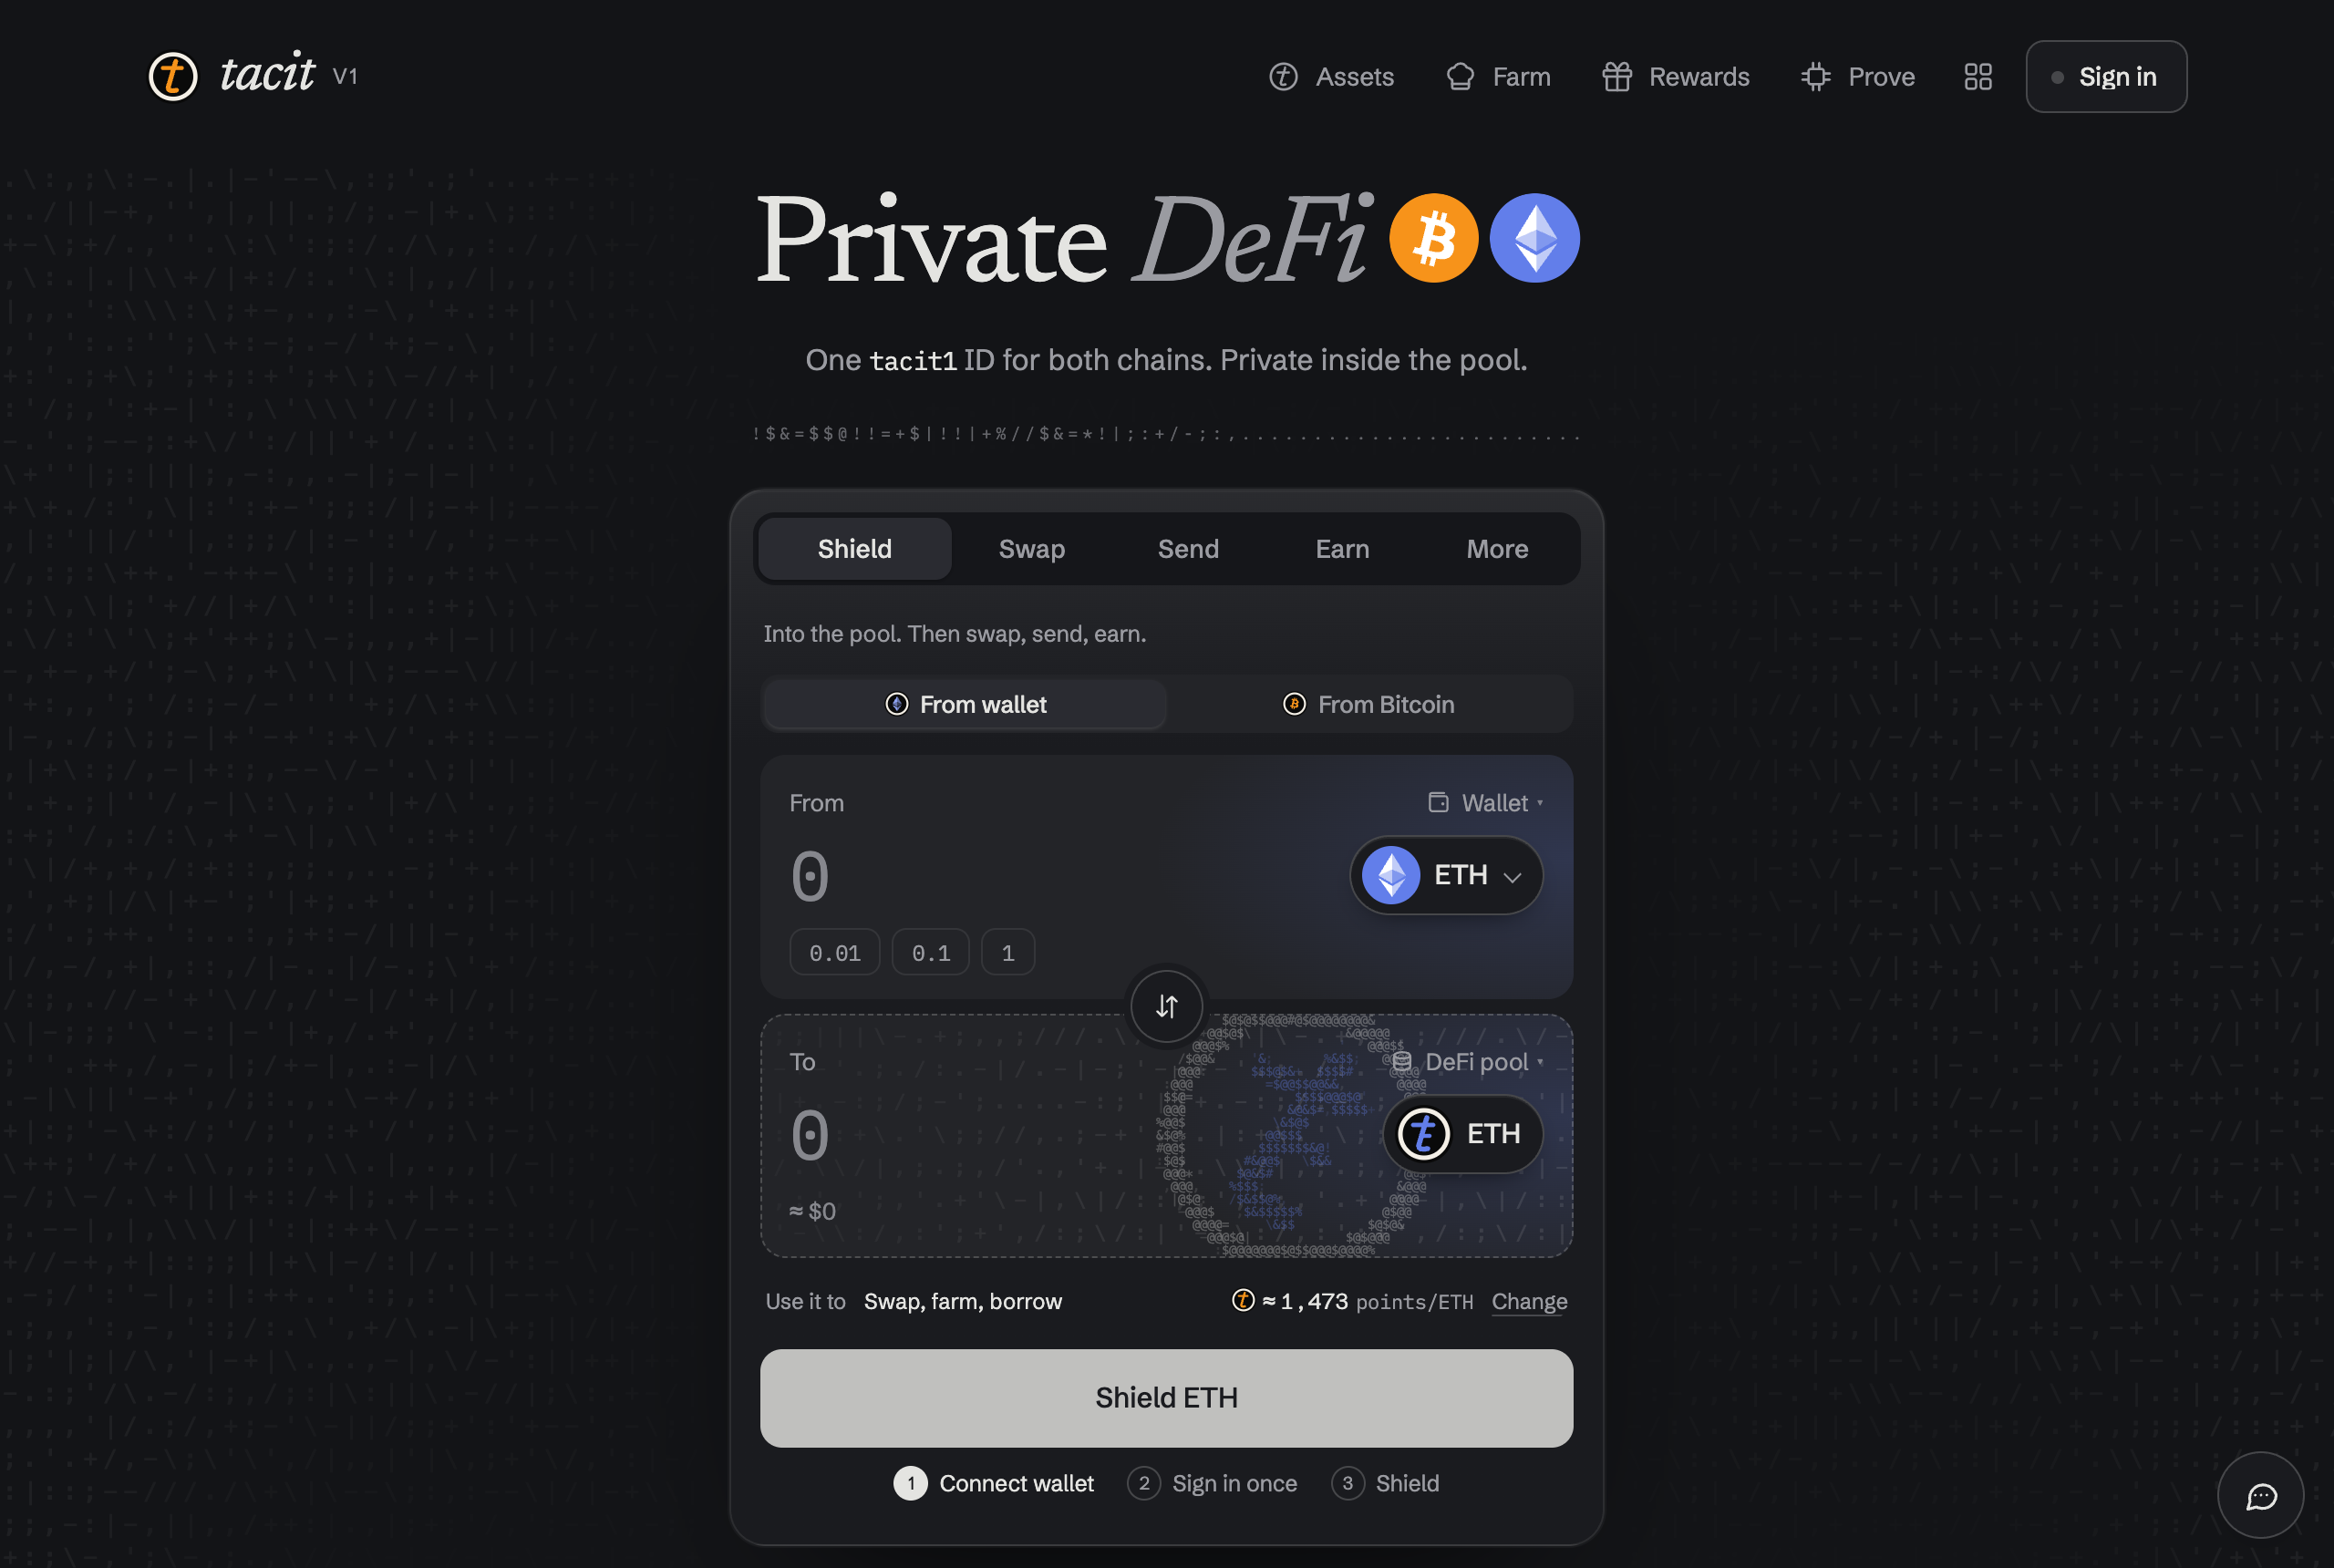 tacit V1
Assets
Farm
Rewards
Prove
Sign in
Private DeFi
One tacit1 ID for both chains. Private inside the pool.
!$&=$$@!!=+$|!!|+%//$&=*!|;:+/-;:,........................
Shield
Swap
Send
Earn
More
Into the pool. Then swap, send, earn.
From wallet
From Bitcoin
From
Wallet
0
ETH
0.01
0.1
1
To
DeFi pool
0
ETH
≈ $0
Use it to Swap, farm, borrow
≈ 1,473 points/ETH Change
Shield ETH
1 Connect wallet
2 Sign in once
3 Shield